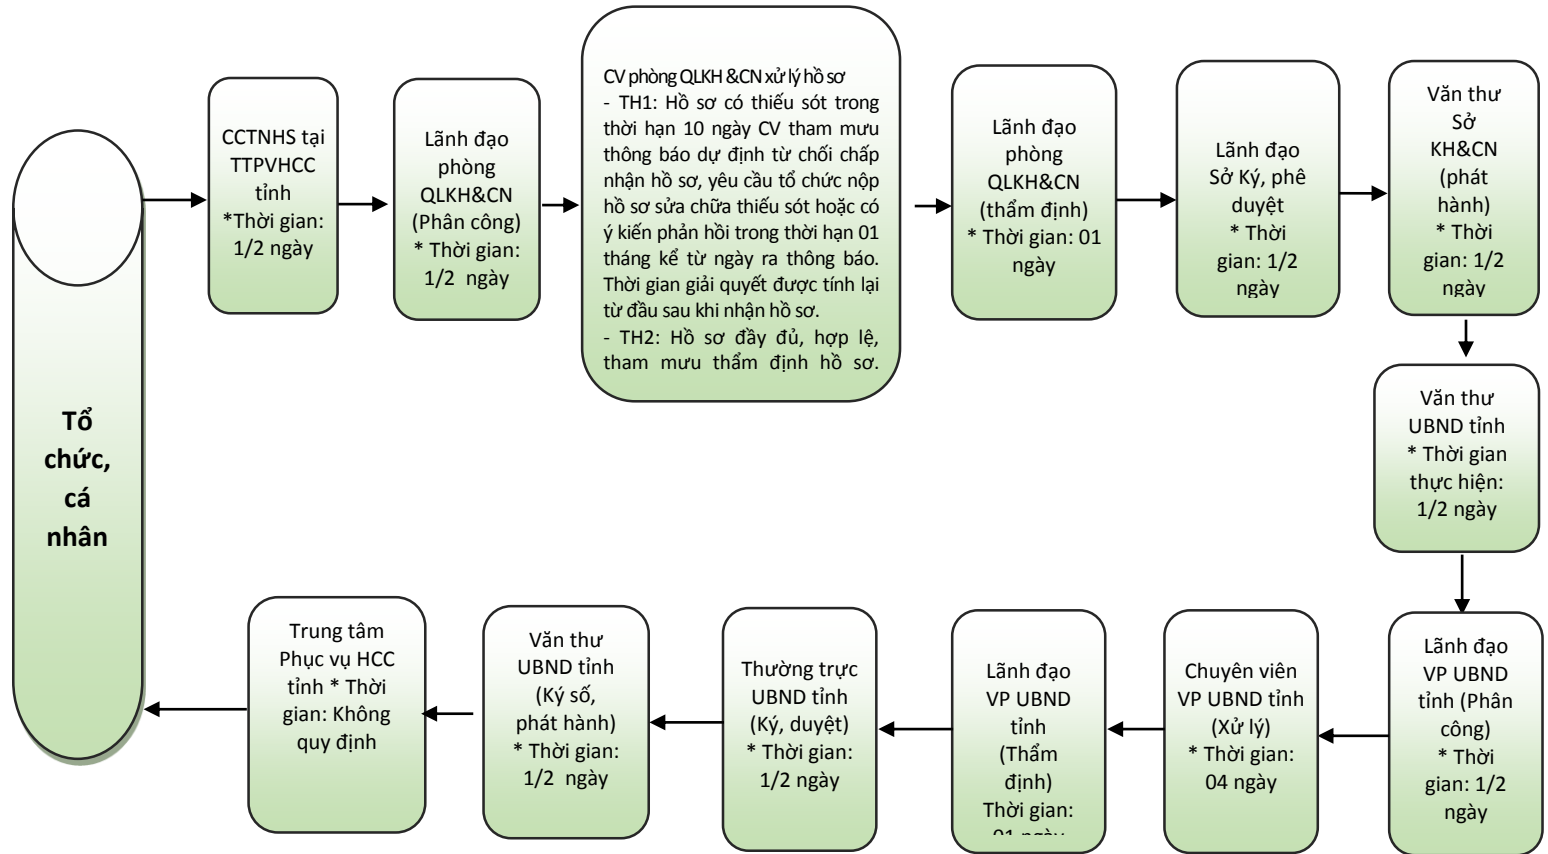 Tổ
chức,
cá
nhân
CCTNHS tại
TTPVHCC
tỉnh
*Thời gian:
1/2 ngày
Lãnh đạo
phòng
QLKH&CN
(Phân công)
* Thời gian:
1/2 ngày
CV phòng QLKH &CN xử lý hồ sơ
- TH1: Hồ sơ có thiếu sót trong
thời hạn 10 ngày CV tham mưu
thông báo dự định từ chối chấp
nhận hồ sơ, yêu cầu tổ chức nộp
hồ sơ sửa chữa thiếu sót hoặc có
ý kiến phản hồi trong thời hạn 01
tháng kể từ ngày ra thông báo.
Thời gian giải quyết được tính lại
từ đầu sau khi nhận hồ sơ.
- TH2: Hồ sơ đầy đủ, hợp lệ,
tham mưu thẩm định hồ sơ.
Lãnh đạo
phòng
QLKH&CN
(thẩm định)
* Thời gian: 01
ngày
Lãnh đạo
Sở Ký, phê
duyệt
* Thời
gian: 1/2
ngày
Văn thư
Sở
KH&CN
(phát
hành)
* Thời
gian: 1/2
ngày
Văn thư
UBND tỉnh
* Thời gian
thực hiện:
1/2 ngày
Lãnh đạo
VP UBND
tỉnh (Phân
công)
* Thời
gian: 1/2
ngày
Chuyên viên
VP UBND tỉnh
(Xử lý)
* Thời gian:
04 ngày
Lãnh đạo
VP UBND
tỉnh
(Thẩm
định)
Thời gian:
01 ngày
Thường trực
UBND tỉnh
(Ký, duyệt)
* Thời gian:
1/2 ngày
Văn thư
UBND tỉnh
(Ký số,
phát hành)
* Thời gian:
1/2 ngày
Trung tâm
Phục vụ HCC
tỉnh * Thời
gian: Không
quy định